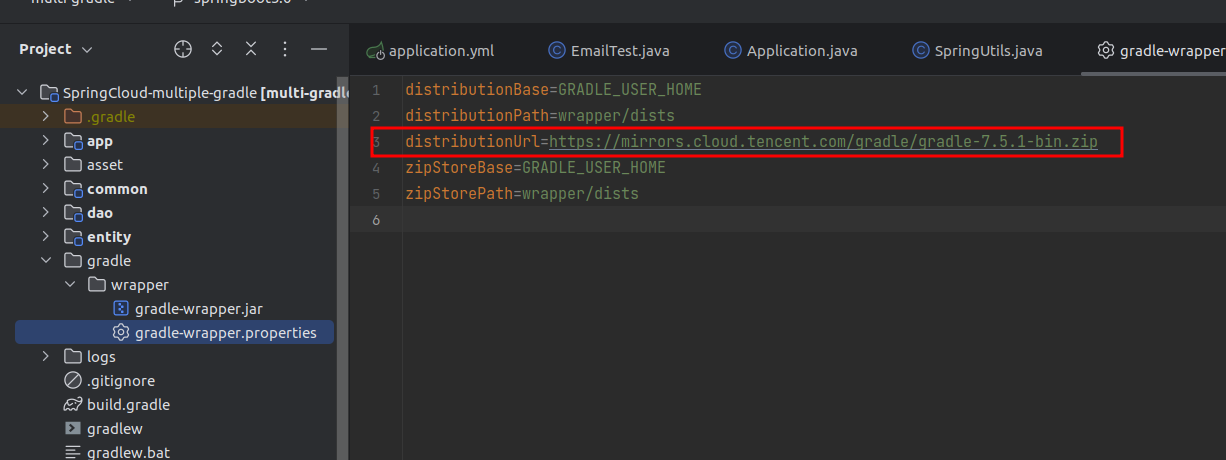 multi-gradle
springboot3.0
Project
application.yml
EmailTest.java
Application.java
SpringUtils.java
gradle-wrapper
SpringCloud-multiple-gradle [multi-gradle
.gradle
app
asset
common
dao
entity
gradle
wrapper
gradle-wrapper.jar
gradle-wrapper.properties
logs
.gitignore
build.gradle
gradlew
gradlew.bat
1 distributionBase=GRADLE_USER_HOME
2 distributionPath=wrapper/dists
3 distributionUrl=https://mirrors.cloud.tencent.com/gradle/gradle-7.5.1-bin.zip
4 zipStoreBase=GRADLE_USER_HOME
5 zipStorePath=wrapper/dists
6